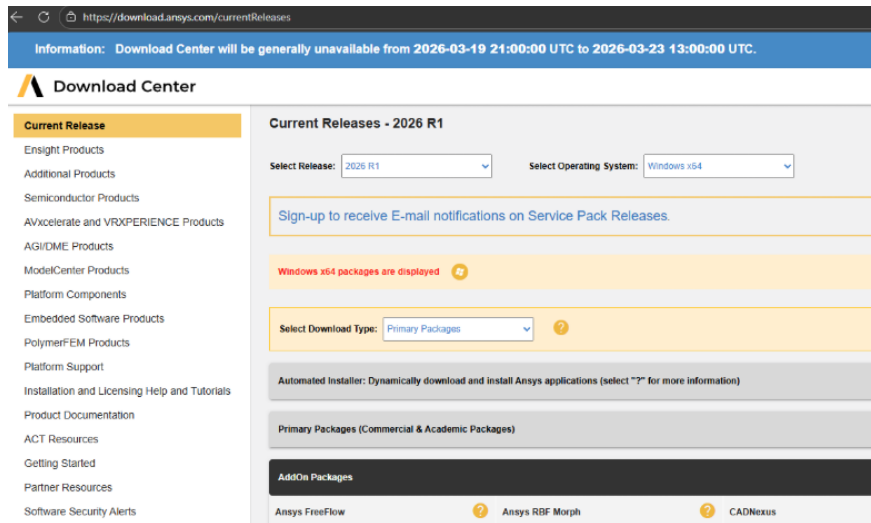 https://download.ansys.com/currentReleases
Information: Download Center will be generally unavailable from 2026-03-19 21:00:00 UTC to 2026-03-23 13:00:00 UTC.
Download Center
Current Release
Ensight Products
Additional Products
Semiconductor Products
AVxcelerate and VRXPERIENCE Products
AGI/DME Products
ModelCenter Products
Platform Components
Embedded Software Products
PolymerFEM Products
Platform Support
Installation and Licensing Help and Tutorials
Product Documentation
ACT Resources
Getting Started
Partner Resources
Software Security Alerts
Current Releases - 2026 R1
Select Release: 2026 R1 Select Operating System: Windows x64
Sign-up to receive E-mail notifications on Service Pack Releases.
Windows x64 packages are displayed
Select Download Type: Primary Packages ?
Automated Installer: Dynamically download and install Ansys applications (select "?" for more information)
Primary Packages (Commercial & Academic Packages)
AddOn Packages
Ansys FreeFlow ? Ansys RBF Morph ? CADNexus